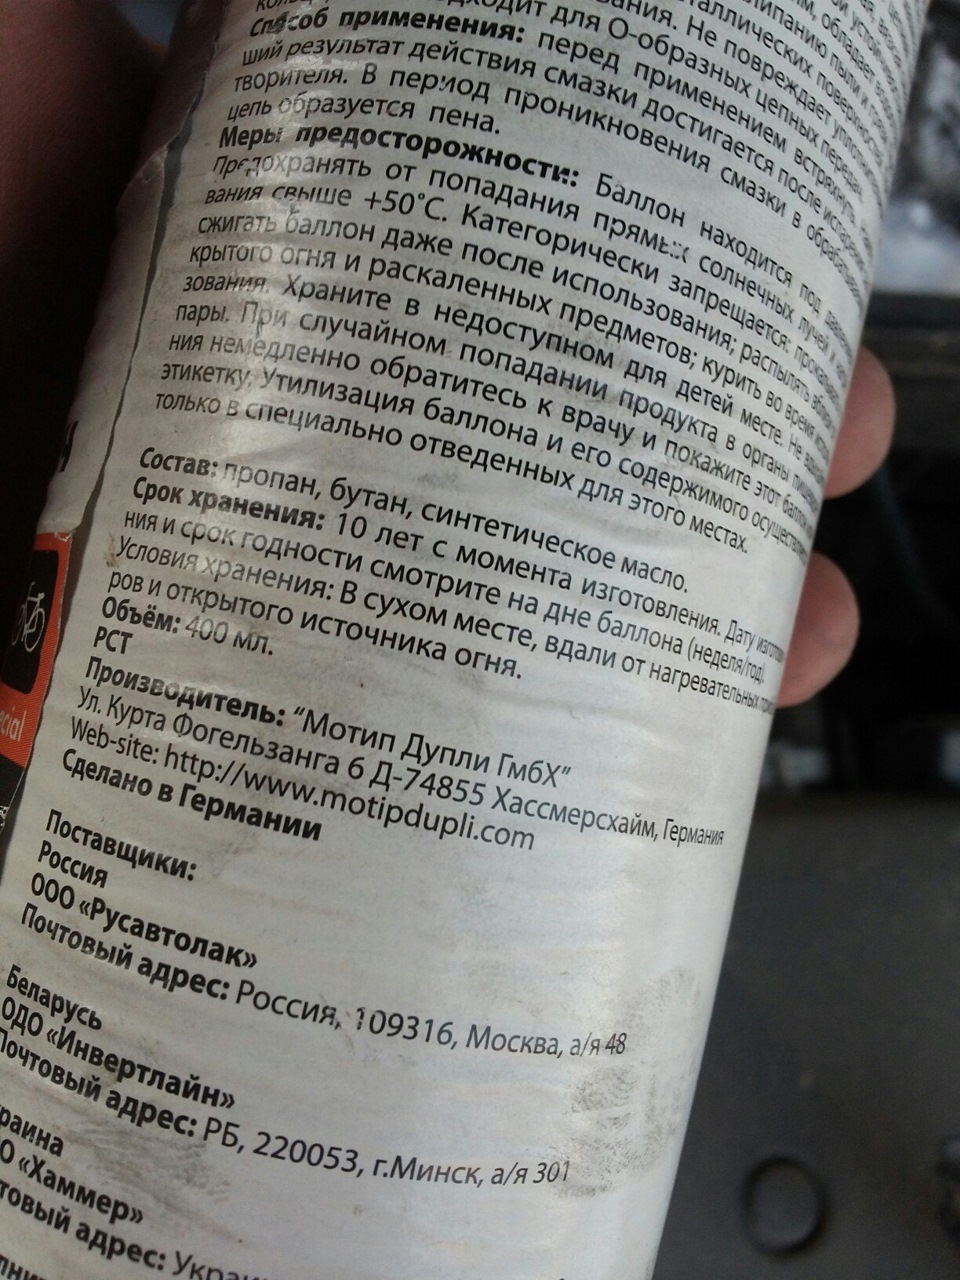 подходит для О-образных цепных
Способ применения: перед применением встряхнуть
ший результат действия смазки достигается после испарения
творителя. В период проникновения смазки в
цепь образуется пена.
Меры предосторожности: Баллон находится под
Предохранять от попадания прямых солнечных лучей и
вания свыше +50°С. Категорически запрещается:
сжигать баллон даже после использования; распылять вблизи
крытого огня и раскаленных предметов; курить во время
зования. Храните в недоступном для детей месте. Не
пары. При случайном попадании продукта в органы
ния немедленно обратитесь к врачу и покажите этот баллон
этикетку. Утилизация баллона и его содержимого
только в специально отведенных для этого местах.
Состав: пропан, бутан, синтетическое масло.
Срок хранения: 10 лет с момента изготовления. Дату
ния и срок годности смотрите на дне баллона (неделя/год).
Условия хранения: В сухом месте, вдали от нагревательных
ров и открытого источника огня.
Объём: 400 мл.
РСТ
Производитель: "Мотип Дупли ГмбХ"
Ул. Курта Фогельзанга 6 Д-74855 Хассмерсхайм, Германия
Web-site: http://www.motipdupli.com
Сделано в Германии
Поставщики:
Россия
ООО «Русавтолак»
Почтовый адрес: Россия, 109316, Москва, а/я 48
Беларусь
ОДО «Инвертлайн»
Почтовый адрес: РБ, 220053, г.Минск, а/я 301
раина
О «Хаммер»
товый адрес: Украи